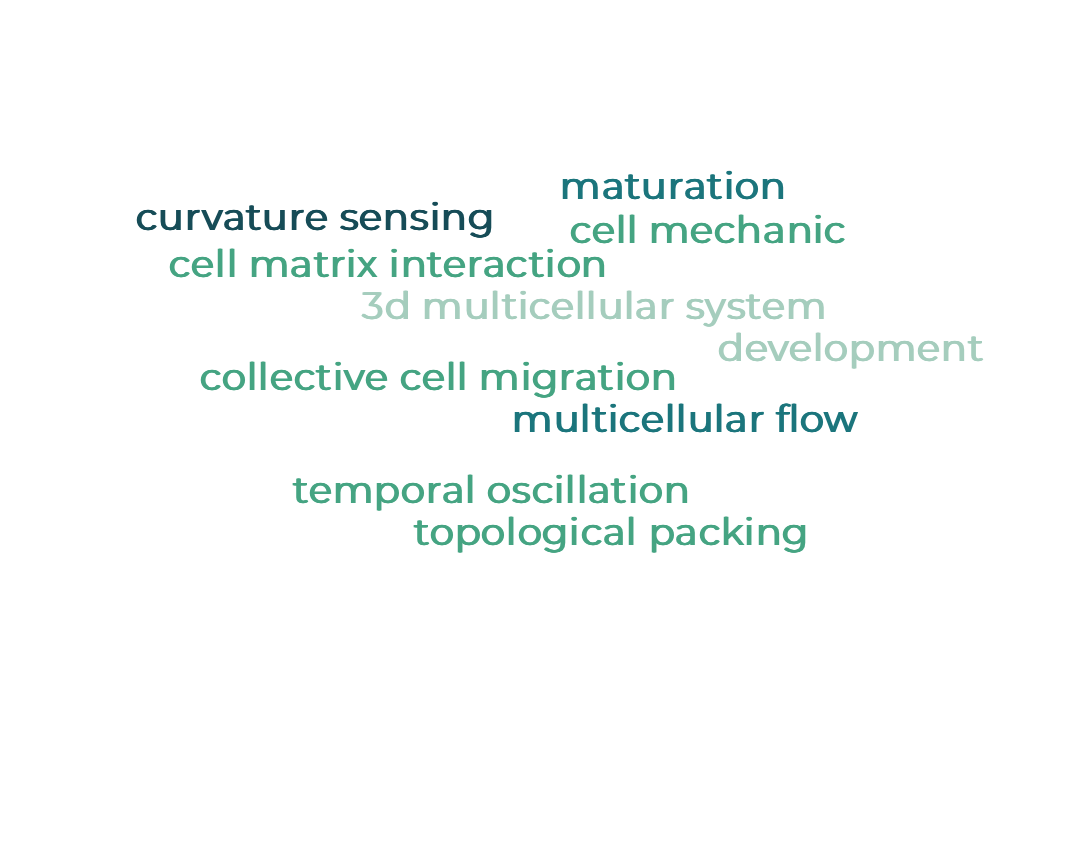 maturation
curvature sensing
cell mechanic
cell matrix interaction
3d multicellular system
development
collective cell migration
multicellular flow
temporal oscillation
topological packing